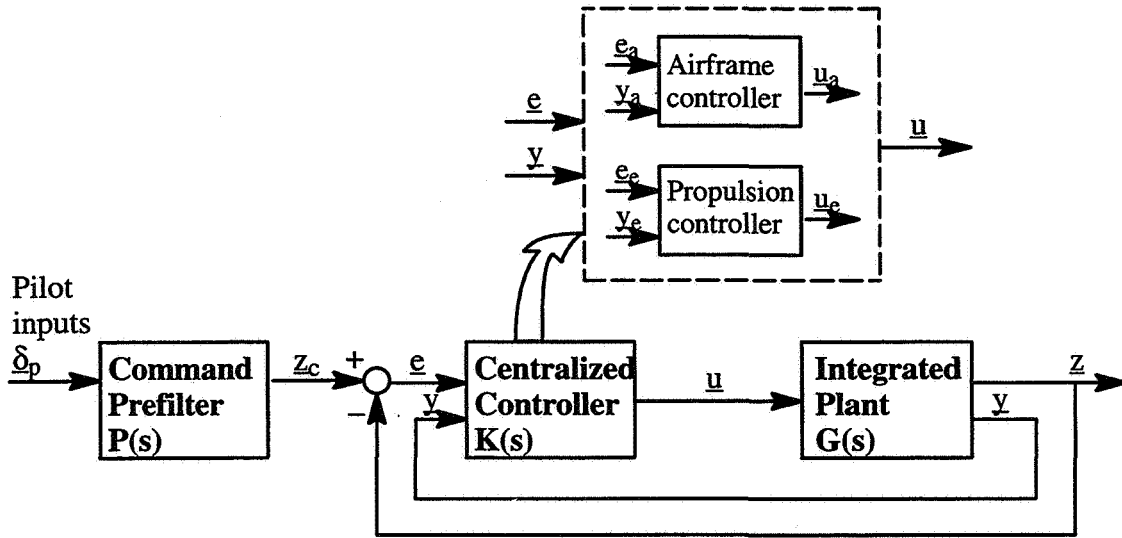 e_a
Airframe
controller
y_a
u_a
e
y
u
e_e
Propulsion
controller
y_e
u_e
Pilot
inputs
δ_p
Command
Prefilter
P(s)
z_c
+
−
e
y
Centralized
Controller
K(s)
u
Integrated
Plant
G(s)
z
y